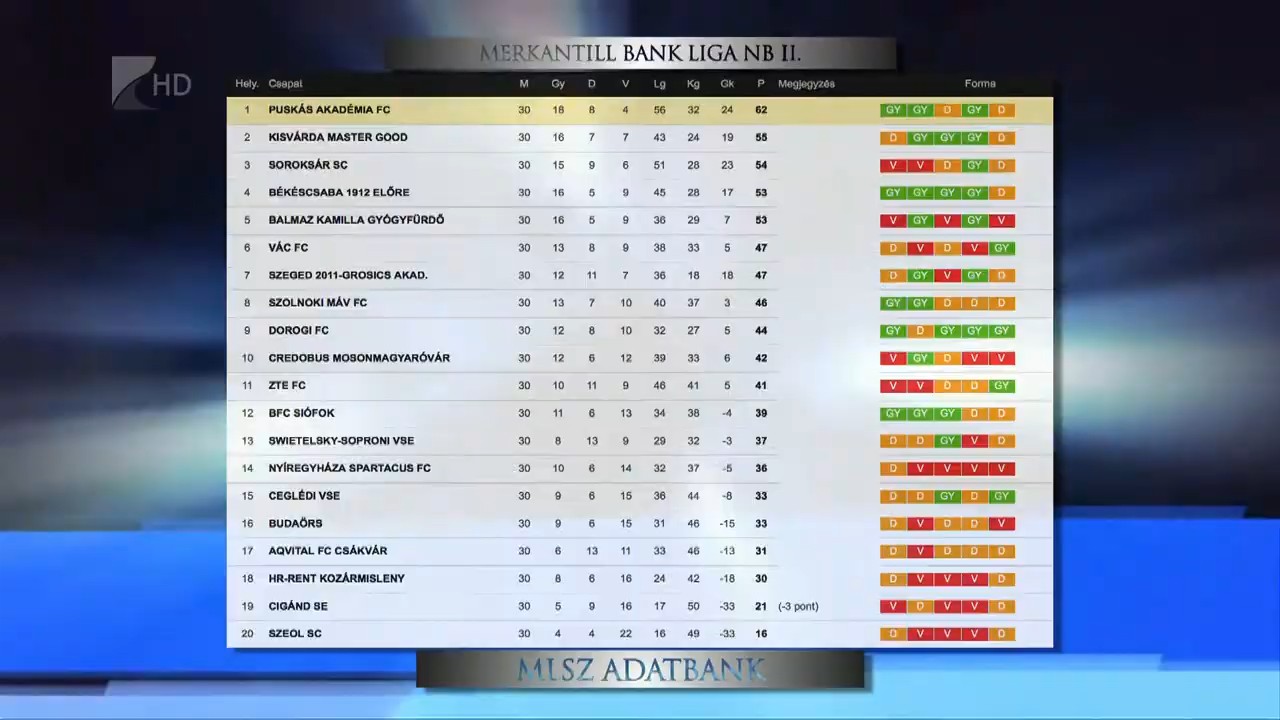 MERKANTILL BANK LIGA NB II.
HD
Hely. Csapat M Gy D V Lg Kg Gk P Megjegyzés Forma
1 PUSKÁS AKADÉMIA FC 30 18 8 4 56 32 24 62 GY GY D GY D
2 KISVÁRDA MASTER GOOD 30 16 7 7 43 24 19 55 D GY GY GY D
3 SOROKSÁR SC 30 15 9 6 51 28 23 54 V V D GY D
4 BÉKÉSCSABA 1912 ELŐRE 30 16 5 9 45 28 17 53 GY GY GY GY D
5 BALMAZ KAMILLA GYÓGYFÜRDŐ 30 16 5 9 36 29 7 53 V GY V GY V
6 VÁC FC 30 13 8 9 38 33 5 47 D V D V GY
7 SZEGED 2011-GROSICS AKAD. 30 12 11 7 36 18 18 47 D GY V GY D
8 SZOLNOKI MÁV FC 30 13 7 10 40 37 3 46 GY GY D D D
9 DOROGI FC 30 12 8 10 32 27 5 44 GY D GY GY GY
10 CREDOBUS MOSONMAGYARÓVÁR 30 12 6 12 39 33 6 42 V GY D V V
11 ZTE FC 30 10 11 9 46 41 5 41 V V D D GY
12 BFC SIÓFOK 30 11 6 13 34 38 -4 39 GY GY GY D D
13 SWIETELSKY-SOPRONI VSE 30 8 13 9 29 32 -3 37 D D GY V D
14 NYÍREGYHÁZA SPARTACUS FC 30 10 6 14 32 37 -5 36 D V V V V
15 CEGLÉDI VSE 30 9 6 15 36 44 -8 33 D D GY D GY
16 BUDAÖRS 30 9 6 15 31 46 -15 33 D V D D V
17 AQVITAL FC CSÁKVÁR 30 6 13 11 33 46 -13 31 D V D D D
18 HR-RENT KOZÁRMISLENY 30 8 6 16 24 42 -18 30 D V V V D
19 CIGÁND SE 30 5 9 16 17 50 -33 21 (-3 pont) V D V V D
20 SZEOL SC 30 4 4 22 16 49 -33 16 D V V V D
MLSZ ADATBANK